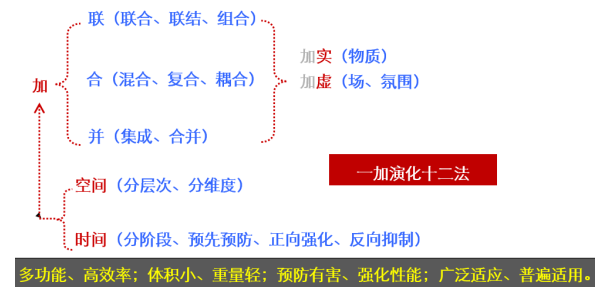 联（联合、联结、组合）
加实（物质）
合（混合、复合、耦合）
加虚（场、氛围）
加
并（集成、合并）
一加演化十二法
空间（分层次、分维度）
时间（分阶段、预先预防、正向强化、反向抑制）
多功能、高效率；体积小、重量轻；预防有害、强化性能；广泛适应、普遍适用。